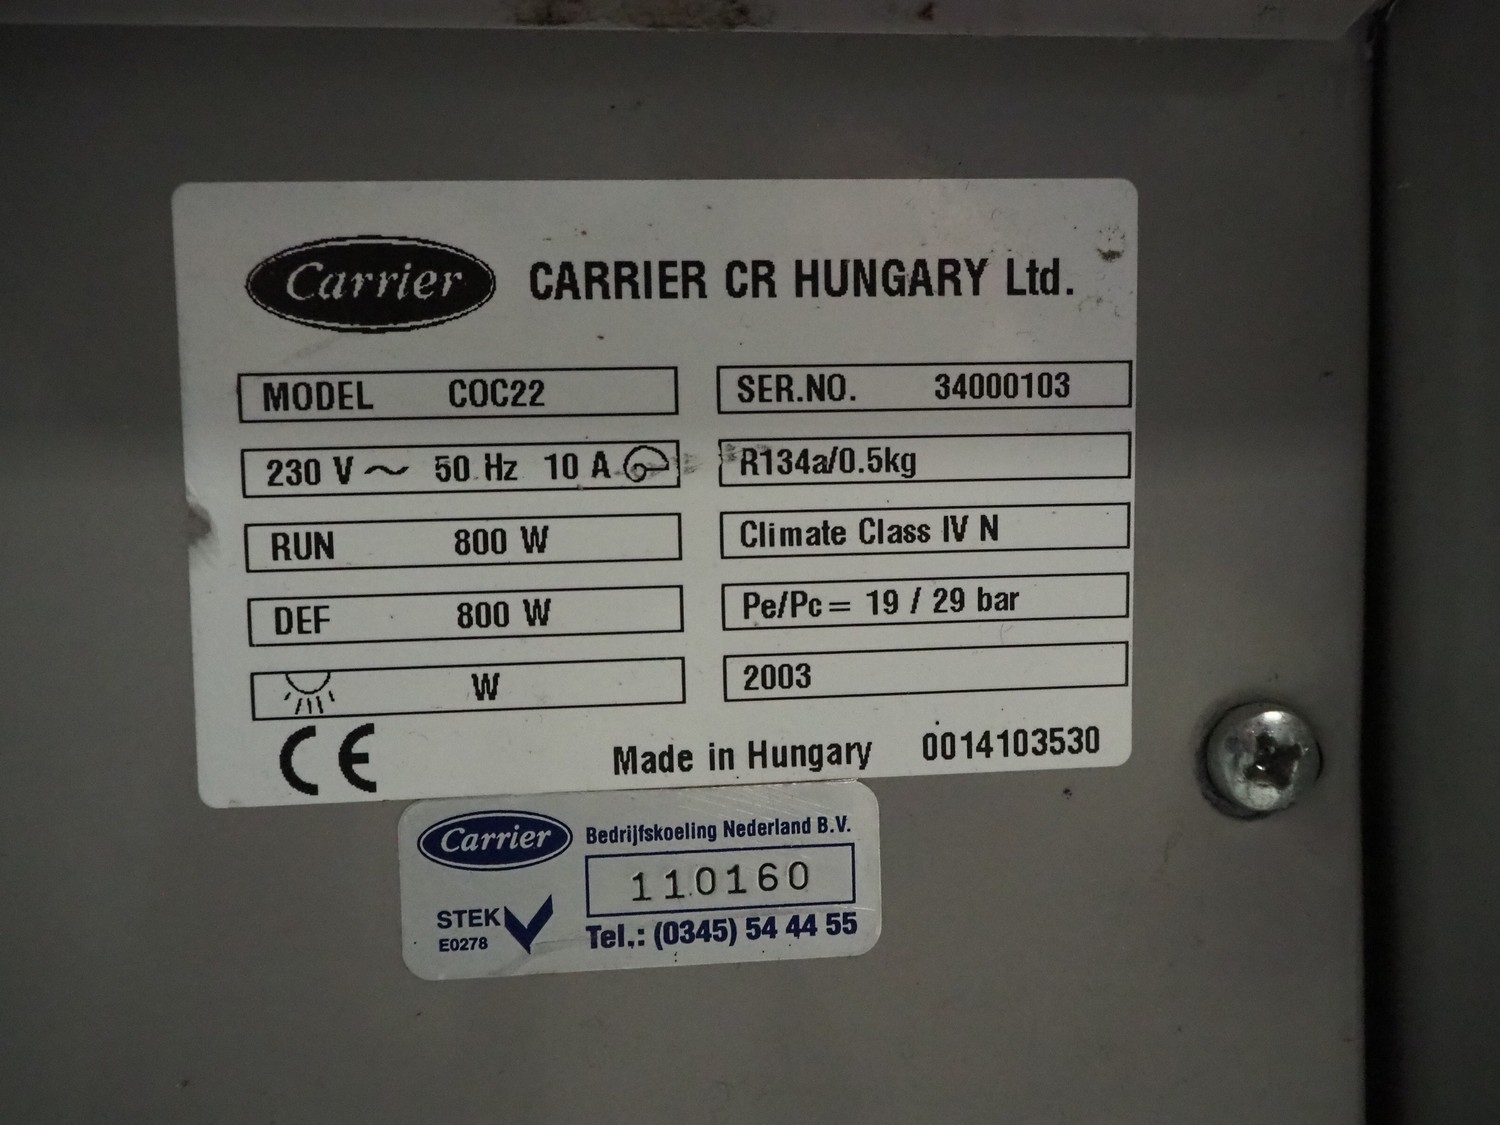 Carrier CARRIER CR HUNGARY Ltd.
MODEL COC22
SER.NO. 34000103
230 V ~ 50 Hz 10 A
R134a/0.5kg
RUN 800 W
Climate Class IV N
DEF 800 W
Pe/Pc = 19 / 29 bar
W
2003
CE Made in Hungary 0014103530
Carrier Bedrijfskoeling Nederland B.V.
110160
STEK
E0278
Tel.: (0345) 54 44 55